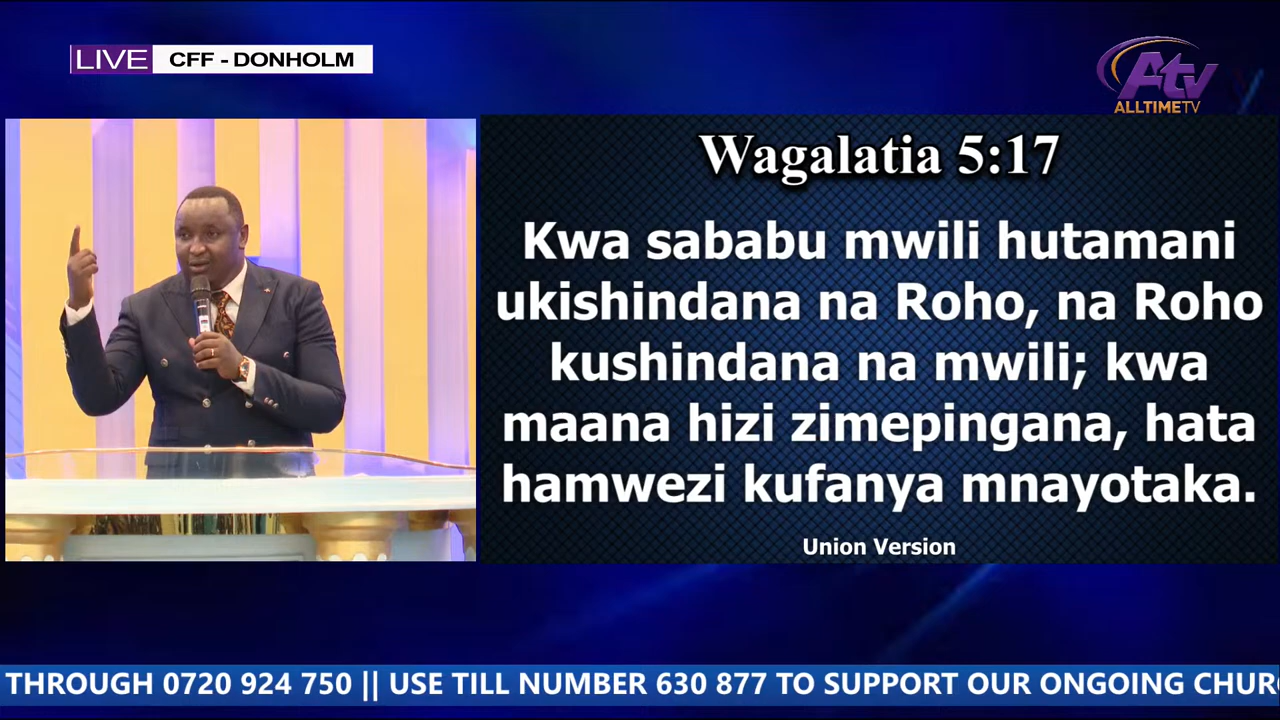 LIVE CFF - DONHOLM
Atv
ALLTIMETV
Wagalatia 5:17
Kwa sababu mwili hutamani
ukishindana na Roho, na Roho
kushindana na mwili; kwa
maana hizi zimepingana, hata
hamwezi kufanya mnayotaka.
Union Version
THROUGH 0720 924 750 || USE TILL NUMBER 630 877 TO SUPPORT OUR ONGOING